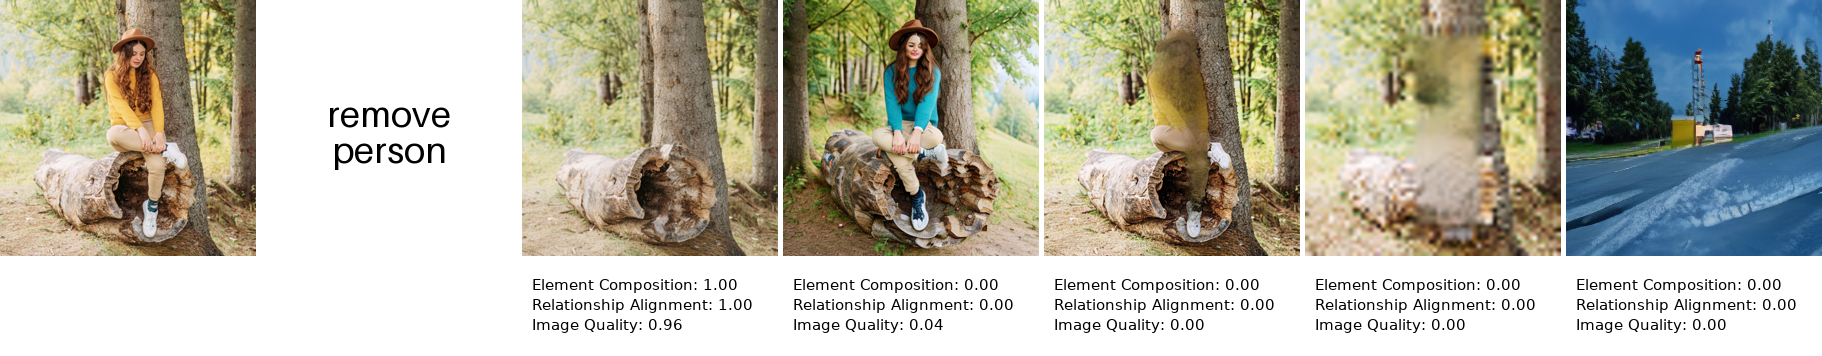 remove
person
Element Composition: 1.00
Relationship Alignment: 1.00
Image Quality: 0.96
Element Composition: 0.00
Relationship Alignment: 0.00
Image Quality: 0.04
Element Composition: 0.00
Relationship Alignment: 0.00
Image Quality: 0.00
Element Composition: 0.00
Relationship Alignment: 0.00
Image Quality: 0.00
Element Composition: 0.00
Relationship Alignment: 0.00
Image Quality: 0.00